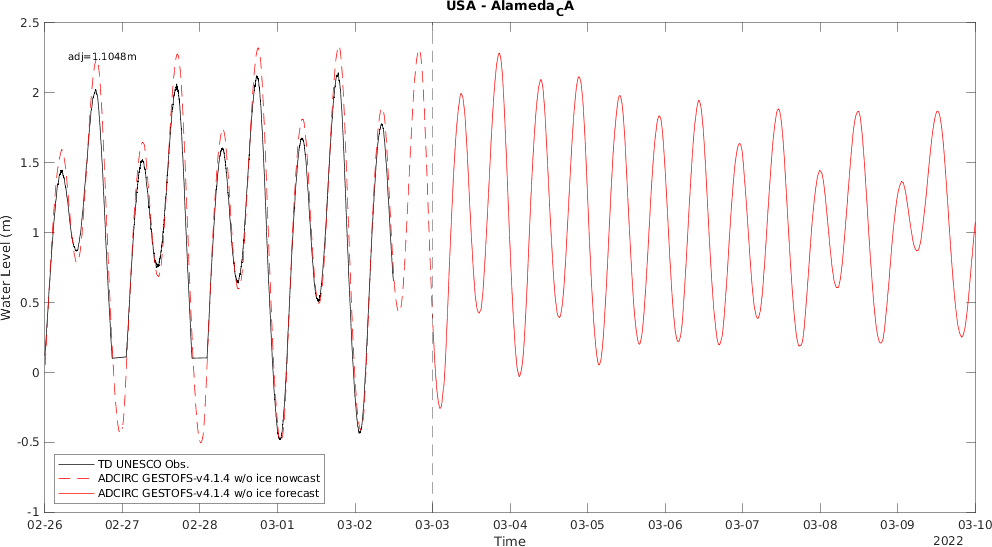 USA - Alameda_CA
adj=1.1048m
2.5
2
1.5
1
0.5
0
-0.5
-1
Water Level (m)
TD UNESCO Obs.
ADCIRC GESTOFS-v4.1.4 w/o ice nowcast
ADCIRC GESTOFS-v4.1.4 w/o ice forecast
02-26 02-27 02-28 03-01 03-02 03-03 03-04 03-05 03-06 03-07 03-08 03-09 03-10
Time
2022